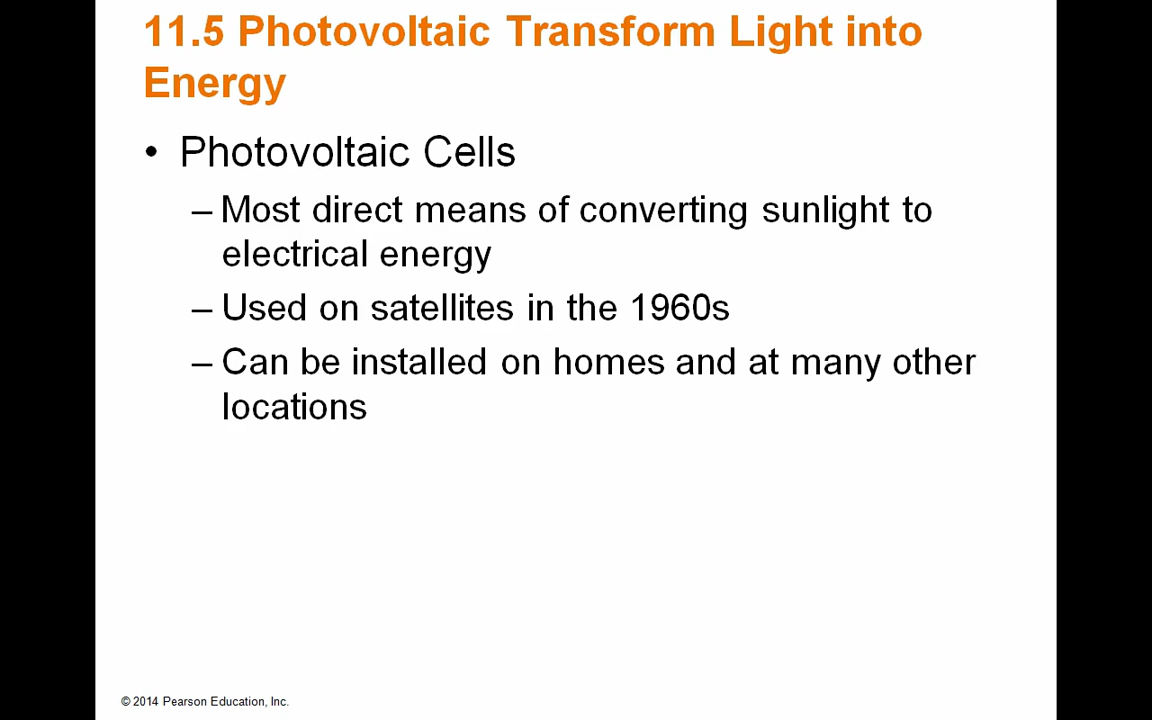 11.5 Photovoltaic Transform Light into
Energy
• Photovoltaic Cells
– Most direct means of converting sunlight to
electrical energy
– Used on satellites in the 1960s
– Can be installed on homes and at many other
locations
© 2014 Pearson Education, Inc.